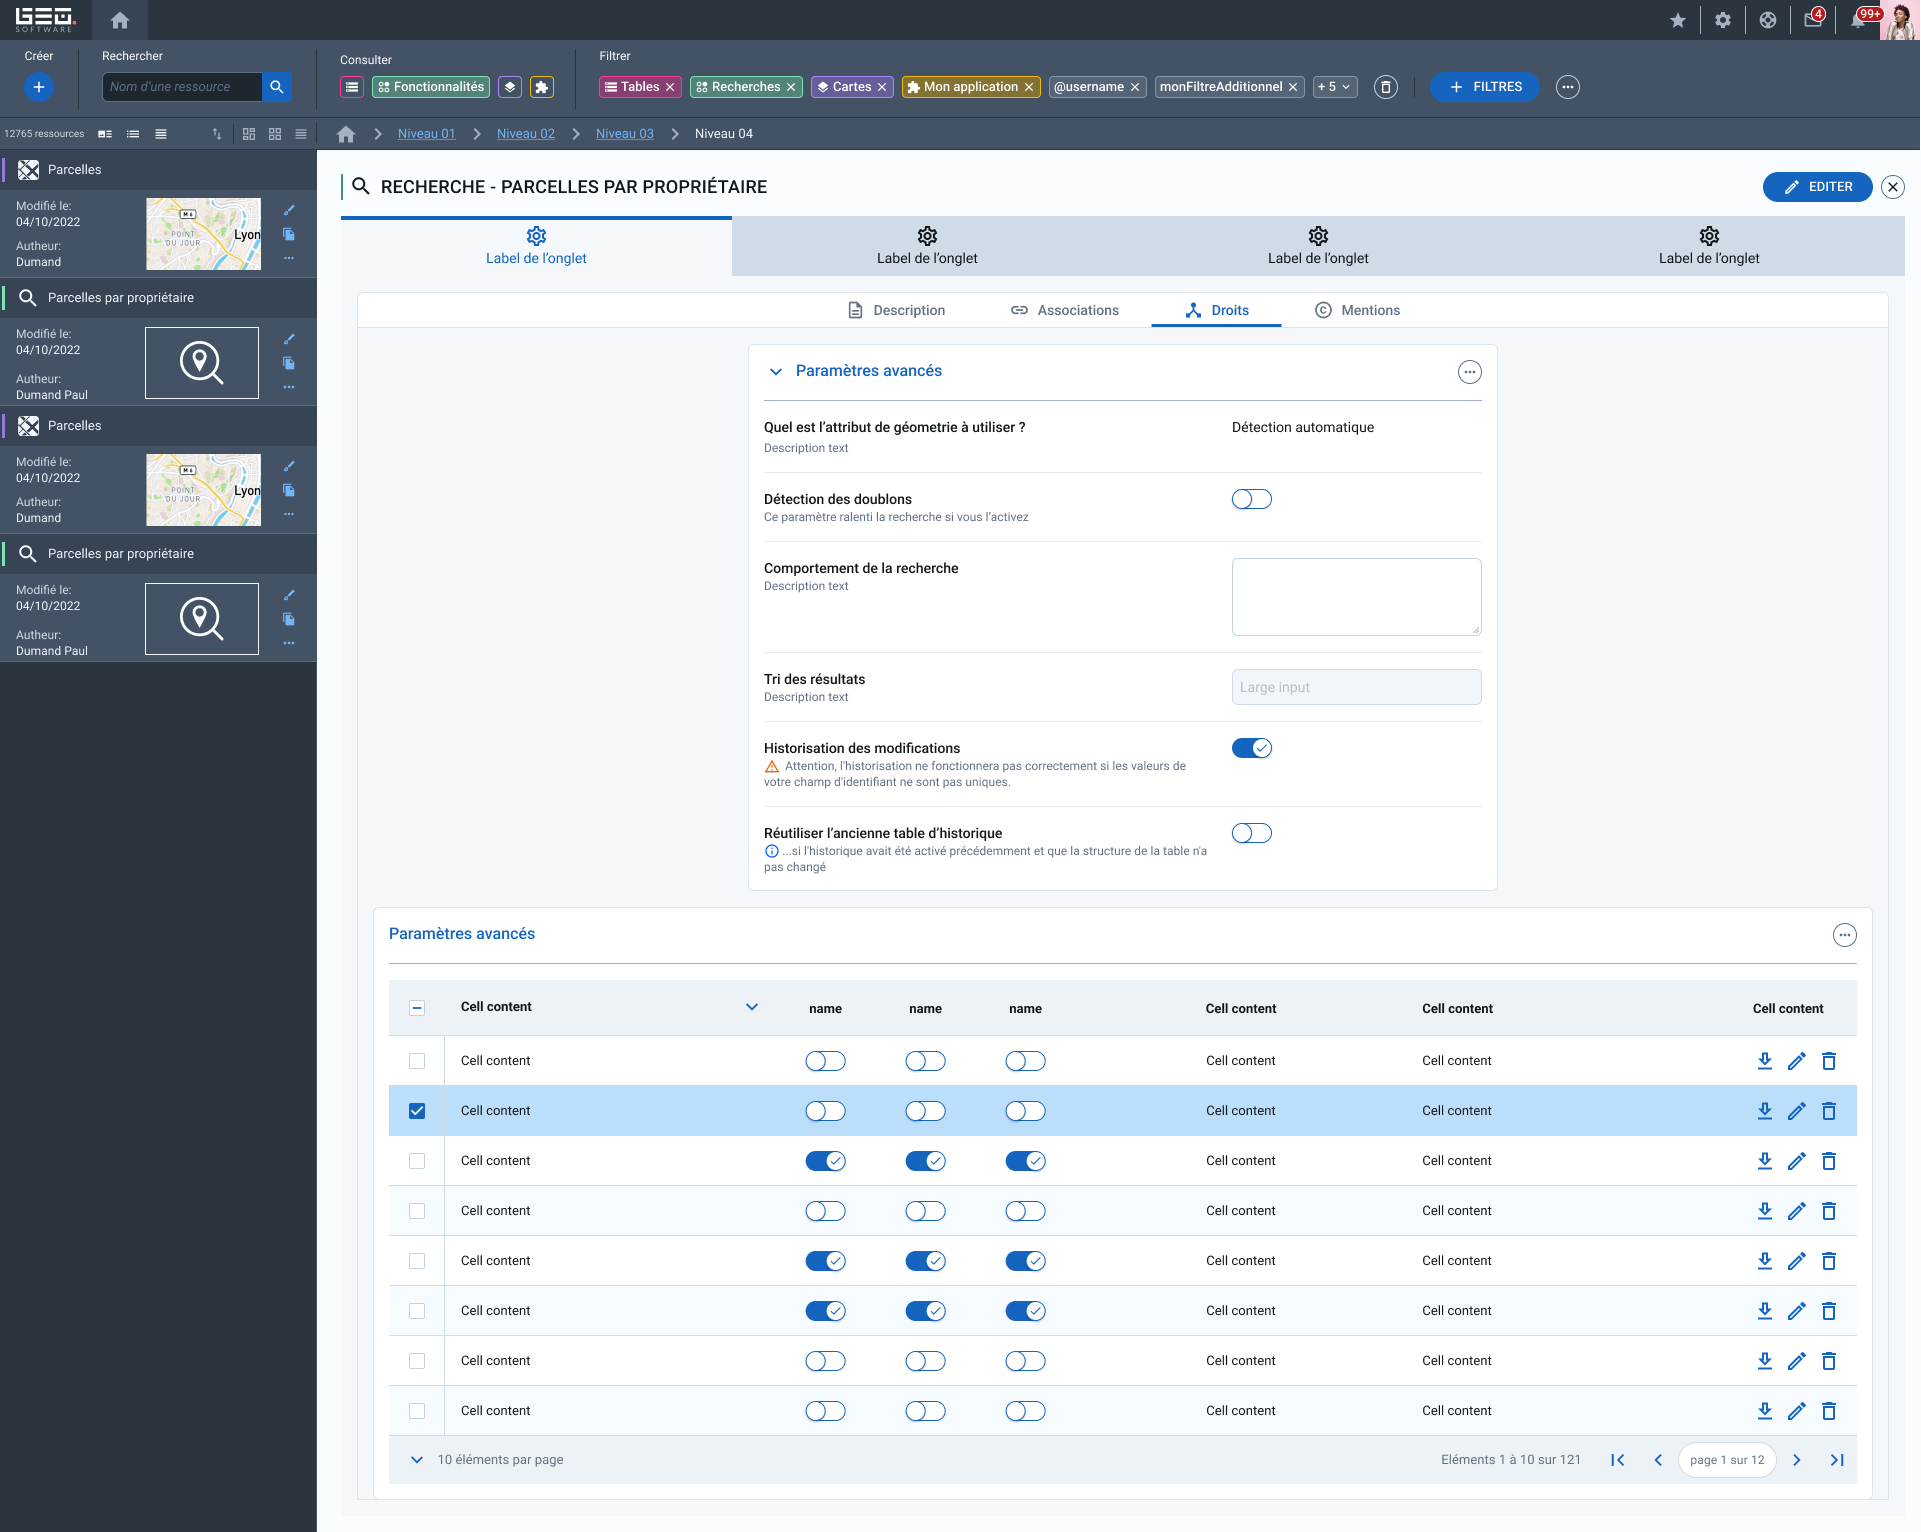 GEO.
SOFTWARE
4
99+
Créer
Rechercher
Nom d'une ressource
Consulter
Fonctionnalités
Filtrer
Tables
Recherches
Cartes
Mon application
@username
monFiltreAdditionnel
+ 5
FILTRES
12765 ressources
Niveau 01
Niveau 02
Niveau 03
Niveau 04
Parcelles
Modifié le:
04/10/2022
Autheur:
Dumand
M 6
POINT
DU JOUR
Lyon
Parcelles par propriétaire
Modifié le:
04/10/2022
Autheur:
Dumand Paul
Parcelles
Modifié le:
04/10/2022
Autheur:
Dumand
M 6
POINT
DU JOUR
Lyon
Parcelles par propriétaire
Modifié le:
04/10/2022
Autheur:
Dumand Paul
RECHERCHE - PARCELLES PAR PROPRIÉTAIRE
EDITER
Label de l'onglet
Label de l'onglet
Label de l'onglet
Label de l'onglet
Description
Associations
Droits
Mentions
Paramètres avancés
Quel est l'attribut de géometrie à utiliser ?
Description text
Détection automatique
Détection des doublons
Ce paramètre ralenti la recherche si vous l'activez
Comportement de la recherche
Description text
Tri des résultats
Description text
Large input
Historisation des modifications
Attention, l'historisation ne fonctionnera pas correctement si les valeurs de
votre champ d'identifiant ne sont pas uniques.
Réutiliser l'ancienne table d'historique
...si l'historique avait été activé précédemment et que la structure de la table n'a
pas changé
Paramètres avancés
Cell content name name name Cell content Cell content Cell content
Cell content Cell content Cell content
Cell content Cell content Cell content
Cell content Cell content Cell content
Cell content Cell content Cell content
Cell content Cell content Cell content
Cell content Cell content Cell content
Cell content Cell content Cell content
Cell content Cell content Cell content
10 éléments par page
Eléments 1 à 10 sur 121
page 1 sur 12